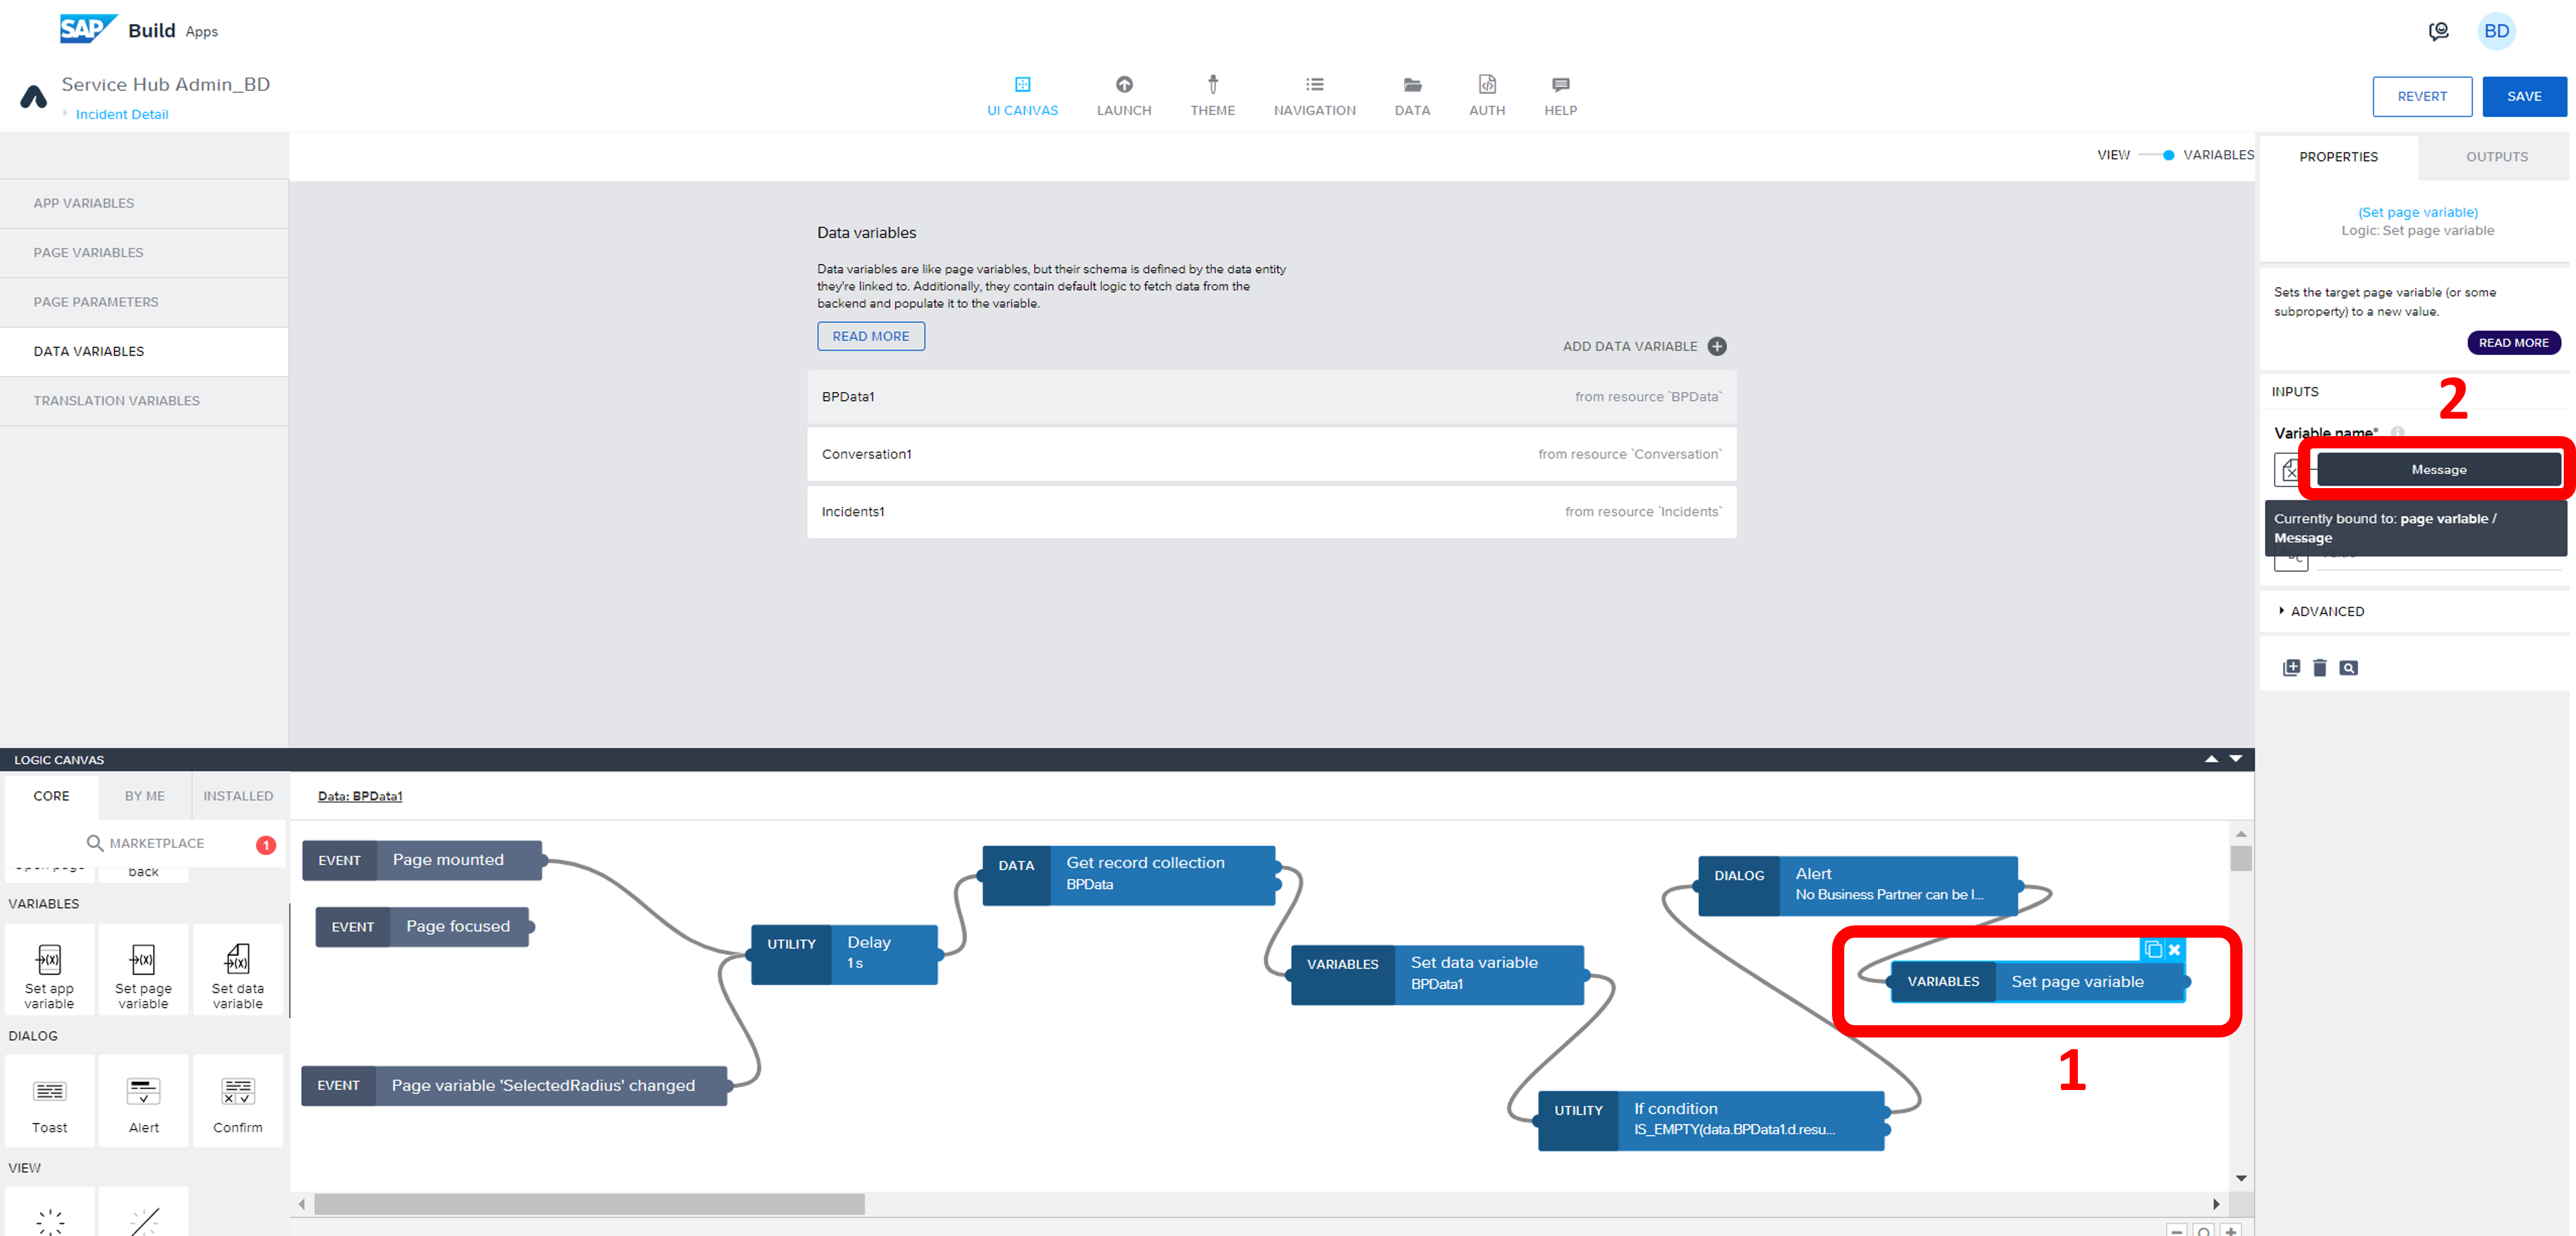 SAP Build Apps
BD
Service Hub Admin_BD
Incident Detail
UI CANVAS
LAUNCH
THEME
NAVIGATION
DATA
AUTH
HELP
REVERT
SAVE
VIEW
VARIABLES
APP VARIABLES
PAGE VARIABLES
PAGE PARAMETERS
DATA VARIABLES
TRANSLATION VARIABLES
Data variables
Data variables are like page variables, but their schema is defined by the data entity
they're linked to. Additionally, they contain default logic to fetch data from the
backend and populate it to the variable.
READ MORE
ADD DATA VARIABLE
BPData1
from resource `BPData`
Conversation1
from resource `Conversation`
Incidents1
from resource `Incidents`
PROPERTIES
OUTPUTS
(Set page variable)
Logic: Set page variable
Sets the target page variable (or some
subproperty) to a new value.
READ MORE
INPUTS
2
Variable name*
Message
Currently bound to: page variable /
Message
ADVANCED
LOGIC CANVAS
CORE
BY ME
INSTALLED
MARKETPLACE
1
back
VARIABLES
Set app
variable
Set page
variable
Set data
variable
DIALOG
Toast
Alert
Confirm
VIEW
Data: BPData1
EVENT
Page mounted
EVENT
Page focused
EVENT
Page variable 'SelectedRadius' changed
UTILITY
Delay
1 s
DATA
Get record collection
BPData
VARIABLES
Set data variable
BPData1
UTILITY
If condition
IS_EMPTY(data.BPData1.d.resu...
DIALOG
Alert
No Business Partner can be l...
VARIABLES
Set page variable
1